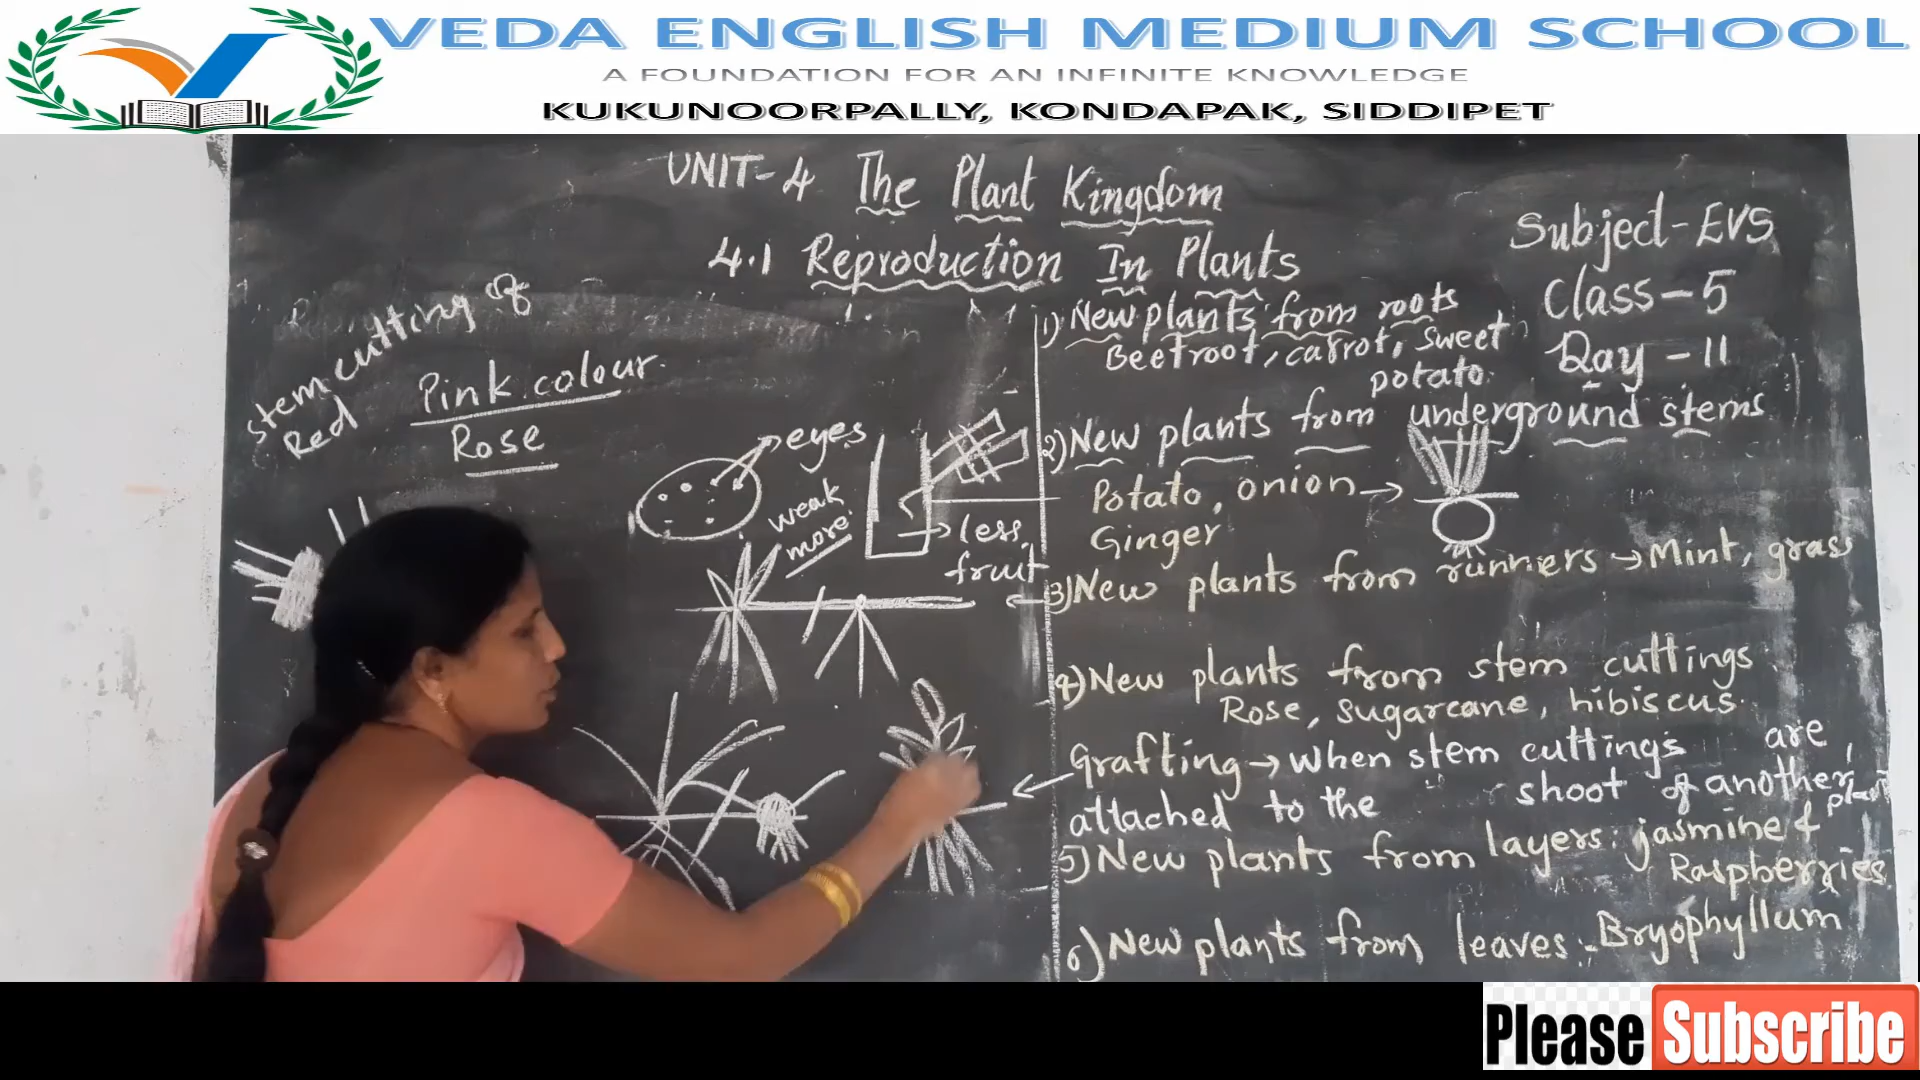 VEDA ENGLISH MEDIUM SCHOOL
A FOUNDATION FOR AN INFINITE KNOWLEDGE
KUKUNOORPALLY, KONDAPAK, SIDDIPET
UNIT-4 The Plant Kingdom
4.1 Reproduction In Plants
Subject-EVS
Class-5
Day-11
Stem cutting of
Red
Pink colour
Rose
eyes
weak
more
less
fruit
1) New plants from roots
Beetroot, carrot, Sweet
potato.
2) New plants from underground stems
Potato, onion→
Ginger
3) New plants from runners → Mint, grass
4) New plants from stem cuttings
Rose, sugarcane, hibiscus.
Grafting → when stem cuttings are
attached to the shoot of another plant
5) New plants from layers: jasmine &
Raspberries
6) New plants from leaves:- Bryophyllum
Please Subscribe